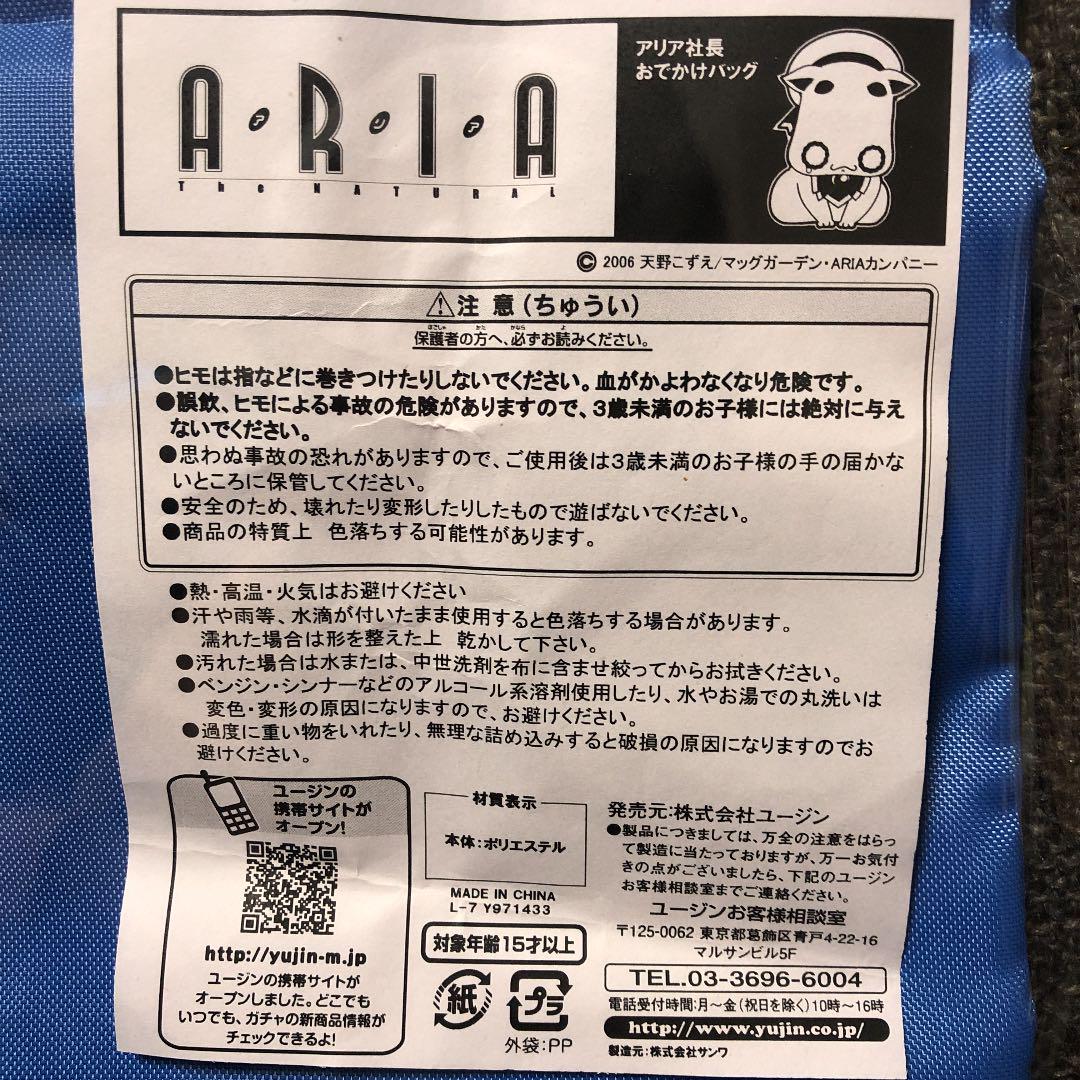 アリア社長
おでかけバッグ
A・R・I・A
ア リ ア
The NATURAL
© 2006 天野こずえ/マッグガーデン・ARIAカンパニー
⚠注 意(ちゅうい)
保護者の方へ、必ずお読みください。
●ヒモは指などに巻きつけたりしないでください。血がかよわなくなり危険です。
●誤飲、ヒモによる事故の危険がありますので、3歳未満のお子様には絶対に与え
ないでください。
●思わぬ事故の恐れがありますので、ご使用後は3歳未満のお子様の手の届かな
いところに保管してください。
●安全のため、壊れたり変形したりしたもので遊ばないでください。
●商品の特質上 色落ちする可能性があります。
●熱・高温・火気はお避けください
●汗や雨等、水滴が付いたまま使用すると色落ちする場合があります。
濡れた場合は形を整えた上 乾かして下さい。
●汚れた場合は水または、中世洗剤を布に含ませ絞ってからお拭きください。
●ベンジン・シンナーなどのアルコール系溶剤使用したり、水やお湯での丸洗いは
変色・変形の原因になりますので、お避けください。
●過度に重い物をいれたり、無理な詰め込みすると破損の原因になりますのでお
避けください。
ユージンの
携帯サイトが
オープン!
http://yujin-m.jp
ユージンの携帯サイトが
オープンしました。どこでも
いつでも、ガチャの新商品情報が
チェックできるよ!
材質表示
本体:ポリエステル
MADE IN CHINA
L-7 Y971433
対象年齢15才以上
紙
プラ
外袋:PP
発売元:株式会社ユージン
●製品につきましては、万全の注意をはらっ
て製造に当たっておりますが、万一お気付
きの点がございましたら、下記のユージン
お客様相談室までご連絡ください。
ユージンお客様相談室
〒125-0062 東京都葛飾区青戸4-22-16
マルサンビル5F
TEL.03-3696-6004
電話受付時間:月〜金(祝日を除く)10時〜16時
http://www.yujin.co.jp/
製造元:株式会社サンワ